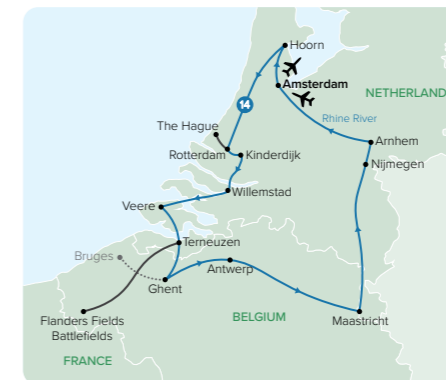 Hoorn
Amsterdam
NETHERLAND
14
Rhine River
The Hague
Arnhem
Rotterdam
Kinderdijk
Nijmegen
Willemstad
Veere
Terneuzen
Bruges
Antwerp
Ghent
Flanders Fields
Battlefields
BELGIUM
Maastricht
FRANCE